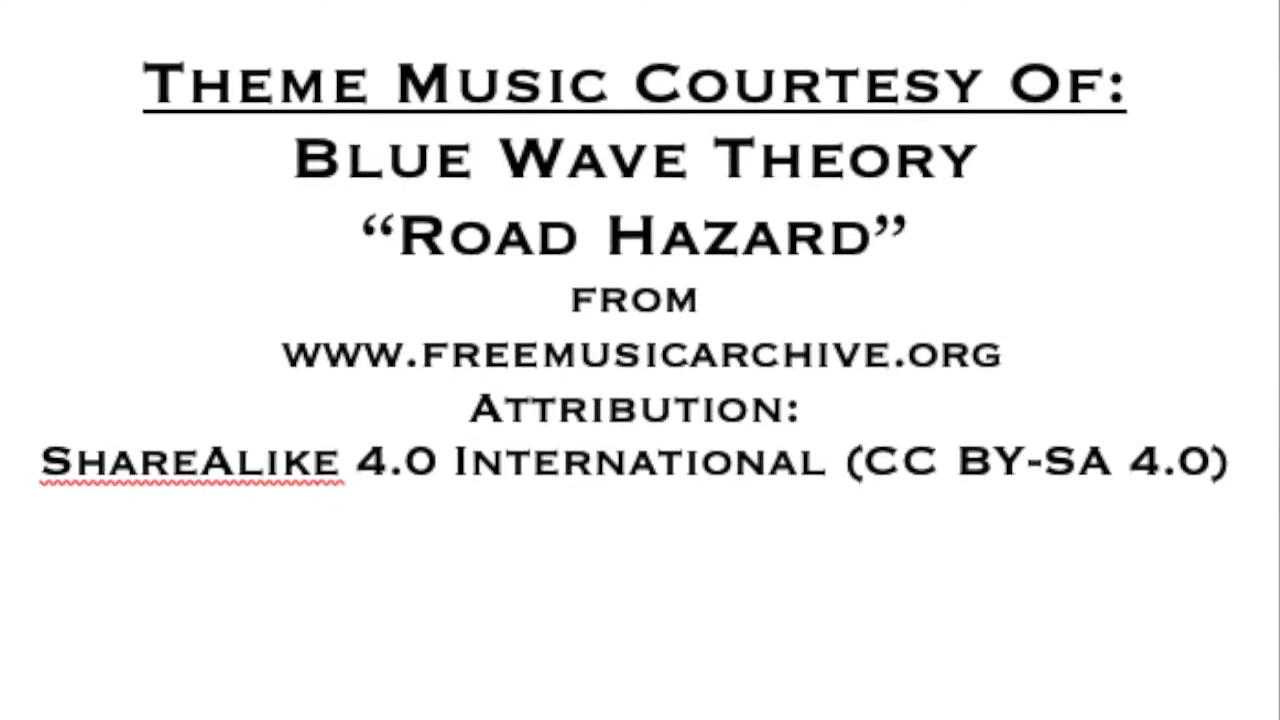 Theme Music Courtesy Of:
Blue Wave Theory
“Road Hazard”
from
www.freemusicarchive.org
Attribution:
ShareAlike 4.0 International (CC BY-SA 4.0)